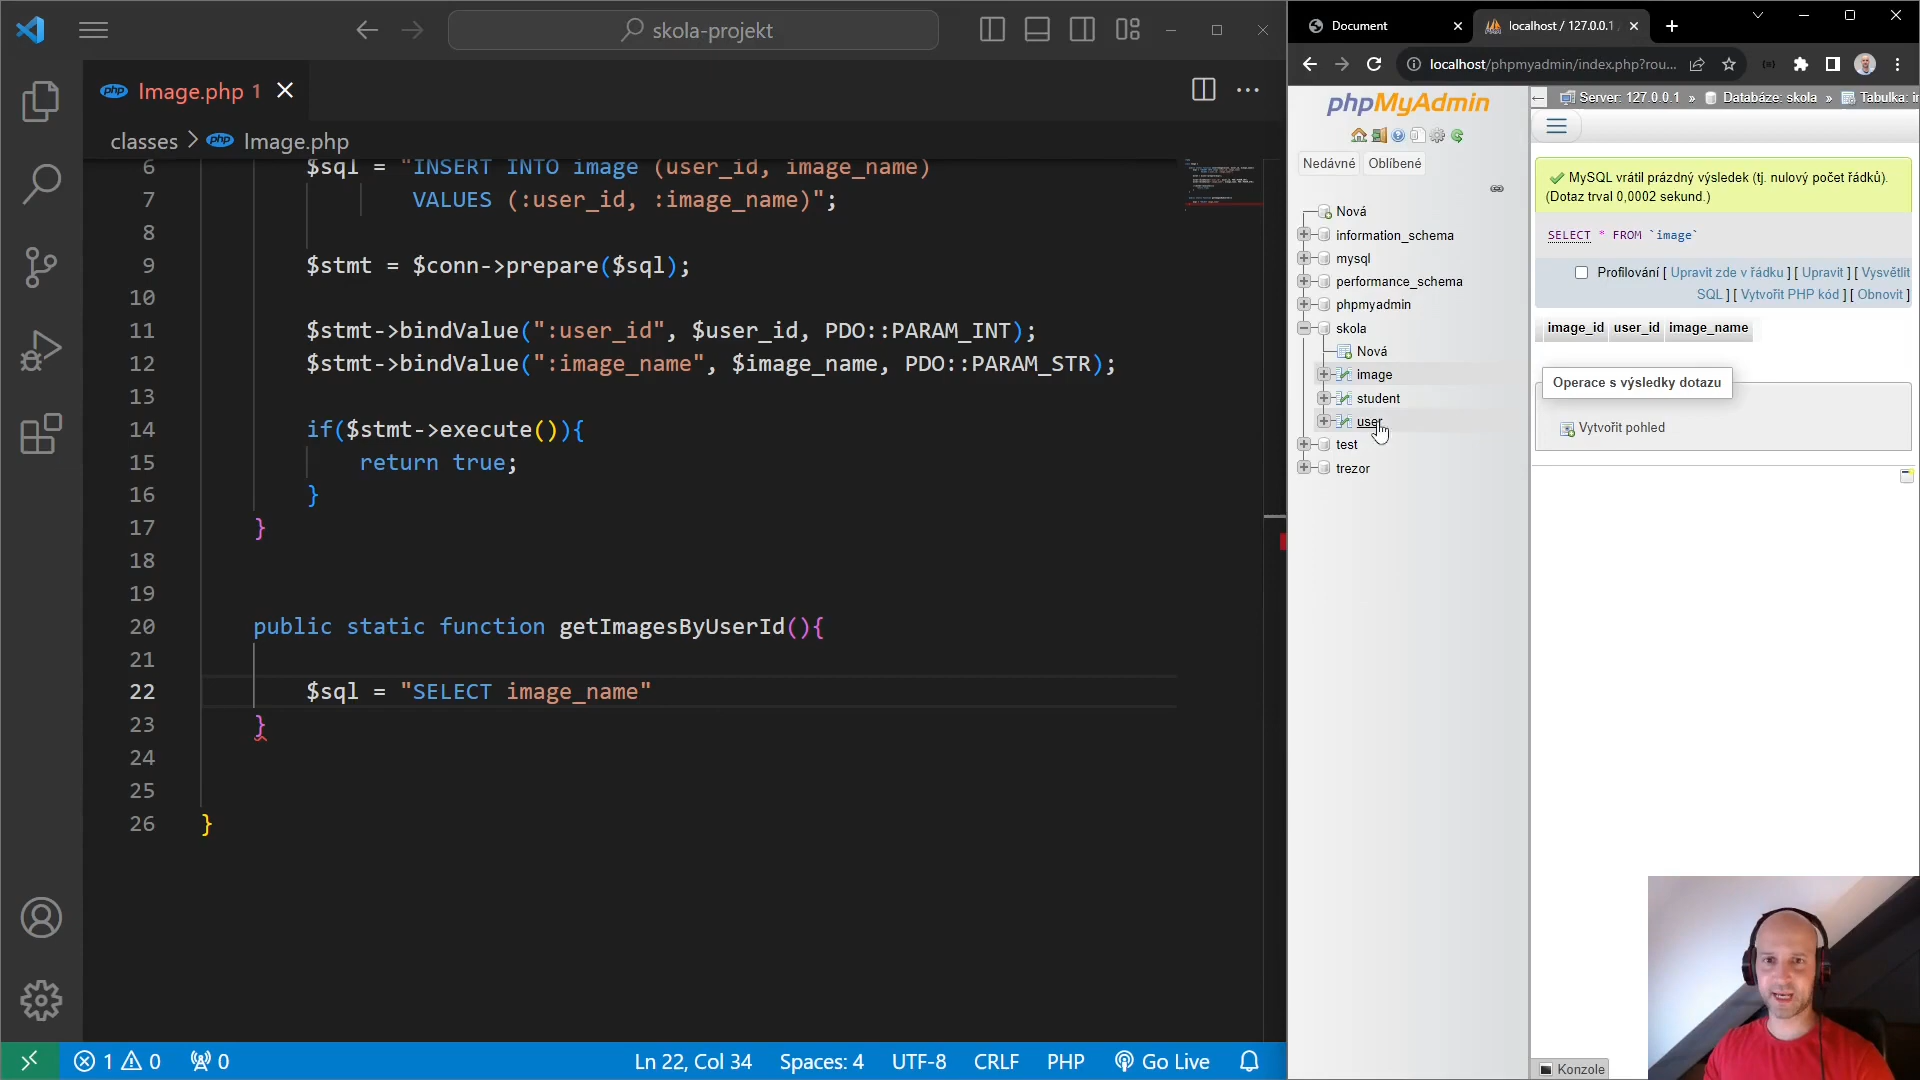 skola-projekt
Image.php 1
classes > Image.php
6 $sql = "INSERT INTO image (user_id, image_name)
7 VALUES (:user_id, :image_name)";
8
9 $stmt = $conn->prepare($sql);
10
11 $stmt->bindValue(":user_id", $user_id, PDO::PARAM_INT);
12 $stmt->bindValue(":image_name", $image_name, PDO::PARAM_STR);
13
14 if($stmt->execute()){
15 return true;
16 }
17 }
18
19
20 public static function getImagesByUserId(){
21
22 $sql = "SELECT image_name"
23 }
24
25
26 }
1 0 0
Ln 22, Col 34 Spaces: 4 UTF-8 CRLF PHP Go Live
Document
localhost / 127.0.0.1
localhost/phpmyadmin/index.php?rou...
phpMyAdmin
Nedávné Oblíbené
Nová
information_schema
mysql
performance_schema
phpmyadmin
skola
Nová
image
student
user
test
trezor
Server: 127.0.0.1 » Databáze: skola » Tabulka:
MySQL vrátil prázdný výsledek (tj. nulový počet řádků).
(Dotaz trval 0,0002 sekund.)
SELECT * FROM `image`
Profilování [ Upravit zde v řádku ] [ Upravit ] [ Vysvětlit
SQL ] [ Vytvořit PHP kód ] [ Obnovit ]
image_id user_id image_name
Operace s výsledky dotazu
Vytvořit pohled
Konzole